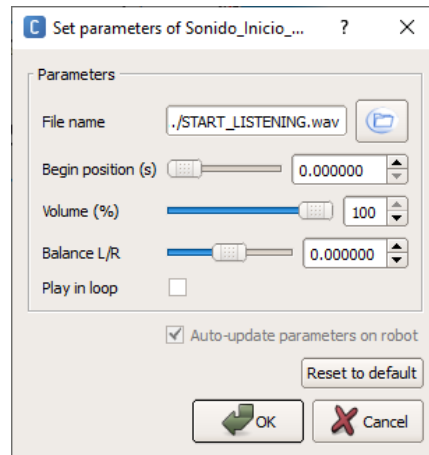 C Set parameters of Sonido_Inicio_... ?
Parameters
File name ./START_LISTENING.wav
Begin position (s) 0.000000
Volume (%) 100
Balance L/R 0.000000
Play in loop
Auto-update parameters on robot
Reset to default
OK Cancel